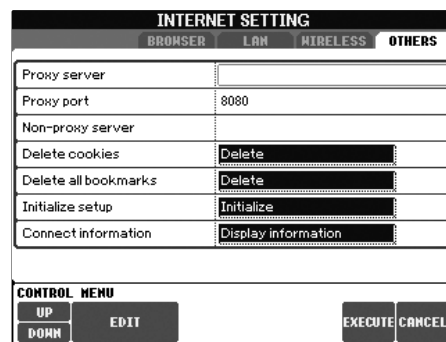 INTERNET SETTING
BROWSER LAN WIRELESS OTHERS
Proxy server
Proxy port 8080
Non-proxy server
Delete cookies Delete
Delete all bookmarks Delete
Initialize setup Initialize
Connect information Display information
CONTROL MENU
UP EDIT EXECUTE CANCEL
DOWN